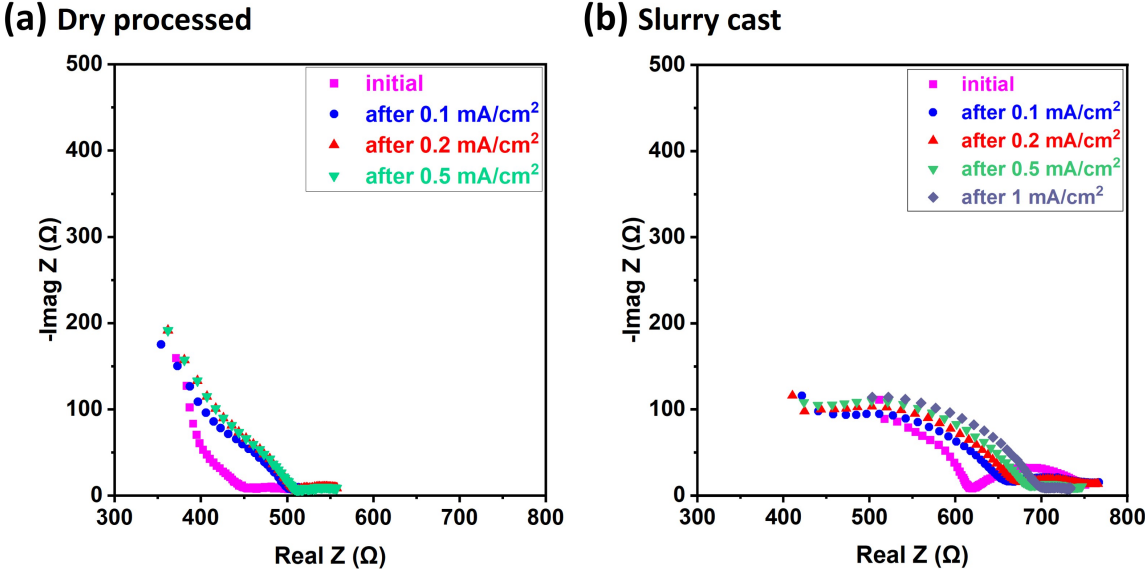 (a) Dry processed
500
400
300
200
100
0
300 400 500 600 700 800
-Imag Z (Ω)
Real Z (Ω)
initial
after 0.1 mA/cm²
after 0.2 mA/cm²
after 0.5 mA/cm²
(b) Slurry cast
500
400
300
200
100
0
300 400 500 600 700 800
-Imag Z (Ω)
Real Z (Ω)
initial
after 0.1 mA/cm²
after 0.2 mA/cm²
after 0.5 mA/cm²
after 1 mA/cm²